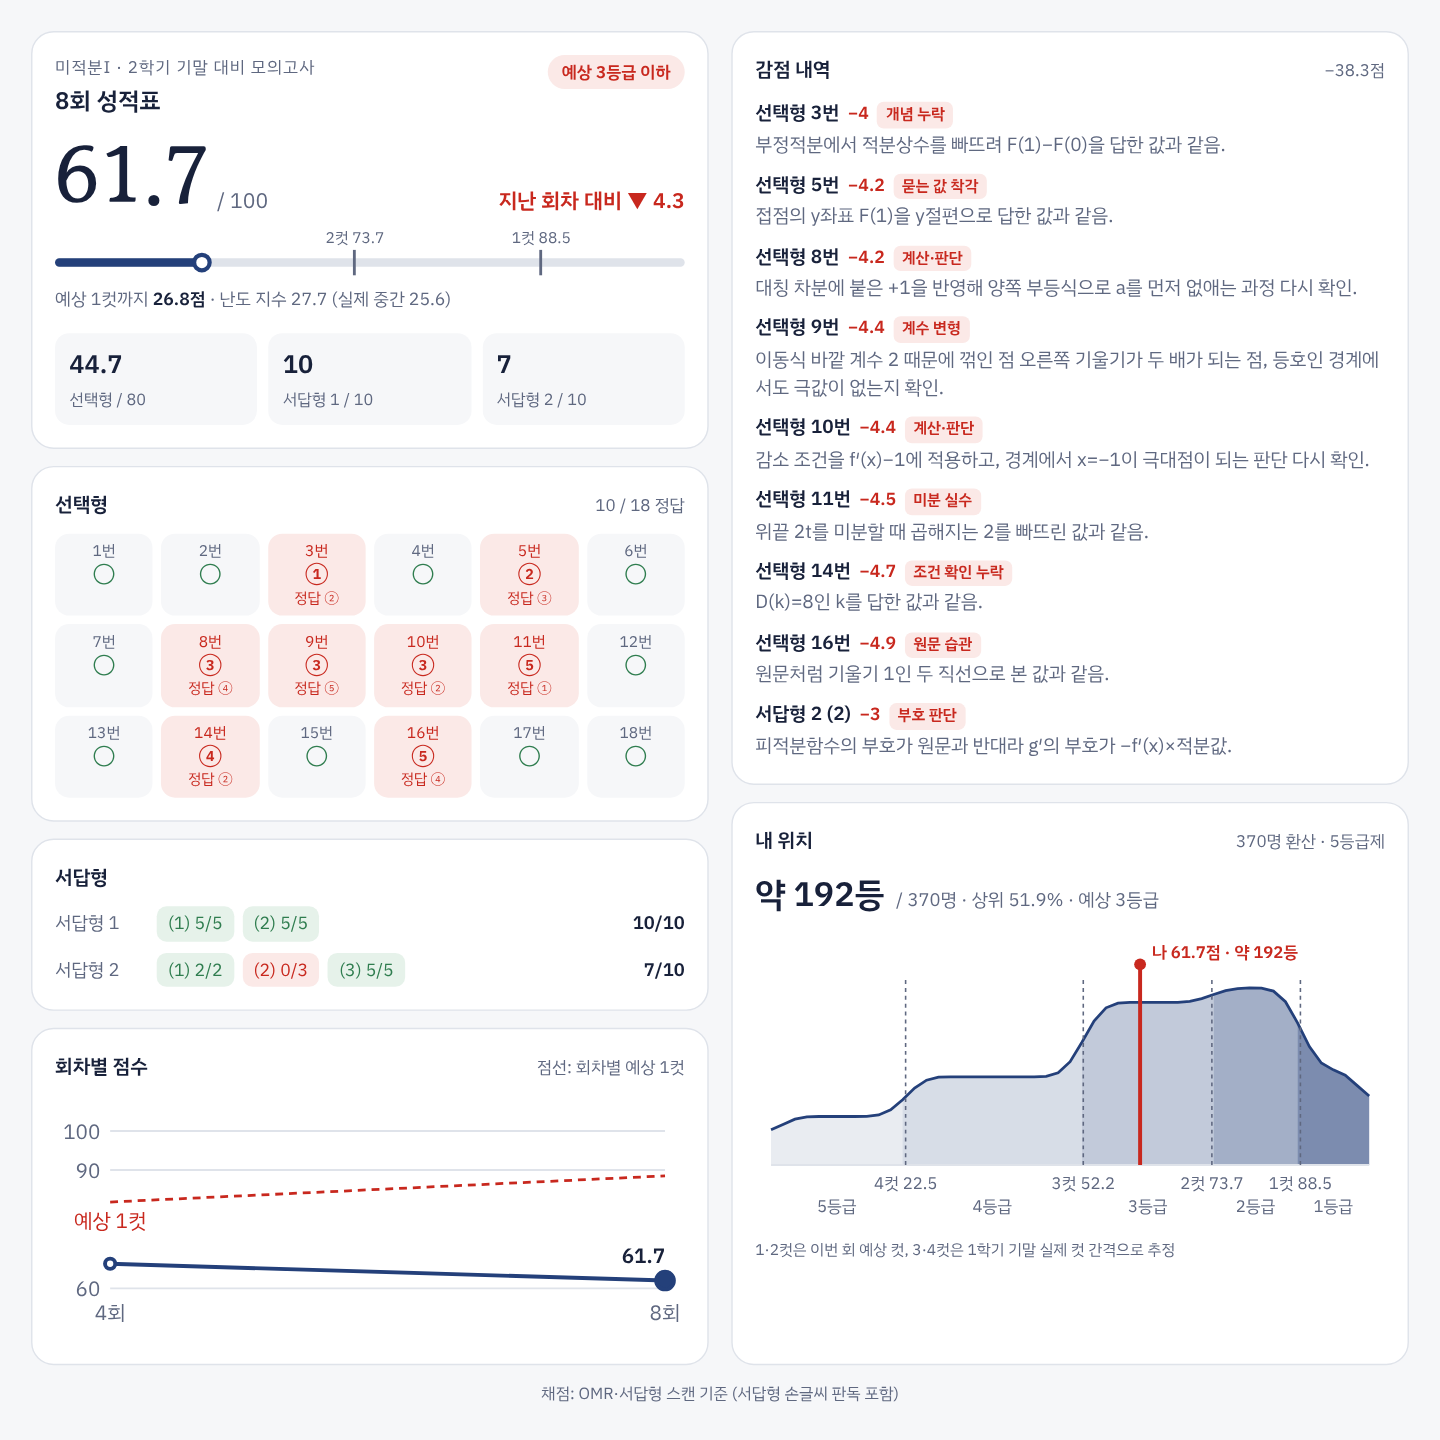 미적분I · 2학기 기말 대비 모의고사
8회 성적표
예상 3등급 이하
61.7 / 100
지난 회차 대비 ▼ 4.3
2컷 73.7
1컷 88.5
예상 1컷까지 26.8점 · 난도 지수 27.7 (실제 중간 25.6)
44.7
선택형 / 80
10
서답형 1 / 10
7
서답형 2 / 10
선택형
10 / 18 정답
1번 2번 3번 4번 5번 6번
○ ○ ① ○ ② ○
정답 ② 정답 ③
7번 8번 9번 10번 11번 12번
○ ③ ③ ③ ⑤ ○
정답 ④ 정답 ⑤ 정답 ② 정답 ①
13번 14번 15번 16번 17번 18번
○ ④ ○ ⑤ ○ ○
정답 ② 정답 ④
서답형
서답형 1 (1) 5/5 (2) 5/5 10/10
서답형 2 (1) 2/2 (2) 0/3 (3) 5/5 7/10
회차별 점수
점선: 회차별 예상 1컷
100
90
예상 1컷
61.7
60
4회 8회
감점 내역
−38.3점
선택형 3번 −4 개념 누락
부정적분에서 적분상수를 빠뜨려 F(1)−F(0)을 답한 값과 같음.
선택형 5번 −4.2 묻는 값 착각
접점의 y좌표 F(1)을 y절편으로 답한 값과 같음.
선택형 8번 −4.2 계산·판단
대칭 차분에 붙은 +1을 반영해 양쪽 부등식으로 a를 먼저 없애는 과정 다시 확인.
선택형 9번 −4.4 계수 변형
이동식 바깥 계수 2 때문에 꺾인 점 오른쪽 기울기가 두 배가 되는 점, 등호인 경계에
서도 극값이 없는지 확인.
선택형 10번 −4.4 계산·판단
감소 조건을 f′(x)−1에 적용하고, 경계에서 x=−1이 극대점이 되는 판단 다시 확인.
선택형 11번 −4.5 미분 실수
위끝 2t를 미분할 때 곱해지는 2를 빠뜨린 값과 같음.
선택형 14번 −4.7 조건 확인 누락
D(k)=8인 k를 답한 값과 같음.
선택형 16번 −4.9 원문 습관
원문처럼 기울기 1인 두 직선으로 본 값과 같음.
서답형 2 (2) −3 부호 판단
피적분함수의 부호가 원문과 반대라 g′의 부호가 −f′(x)×적분값.
내 위치
370명 환산 · 5등급제
약 192등 / 370명 · 상위 51.9% · 예상 3등급
나 61.7점 · 약 192등
4컷 22.5 3컷 52.2 2컷 73.7 1컷 88.5
5등급 4등급 3등급 2등급 1등급
1·2컷은 이번 회 예상 컷, 3·4컷은 1학기 기말 실제 컷 간격으로 추정
채점: OMR·서답형 스캔 기준 (서답형 손글씨 판독 포함)